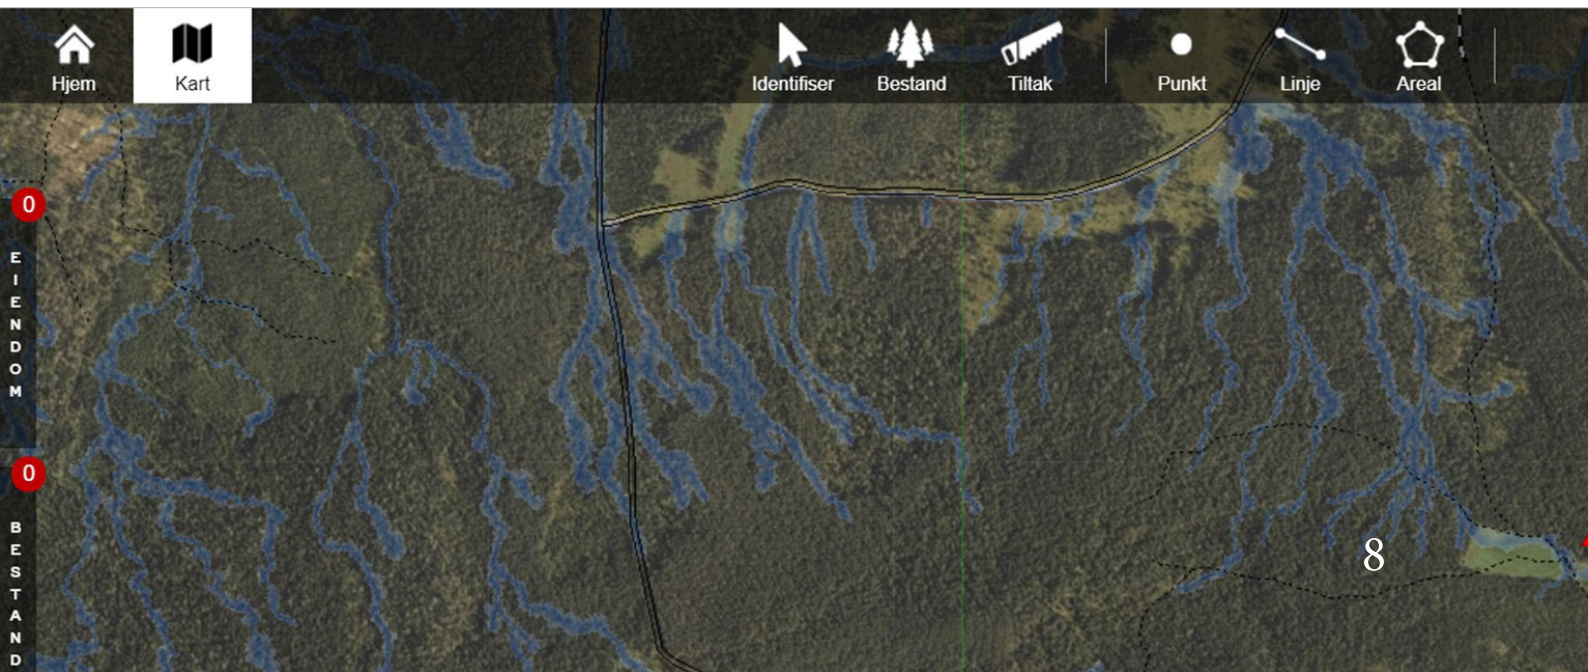 Hjem
Kart
Identifiser
Bestand
Tiltak
Punkt
Linje
Areal
0
EIENDOM
0
BESTAND
8